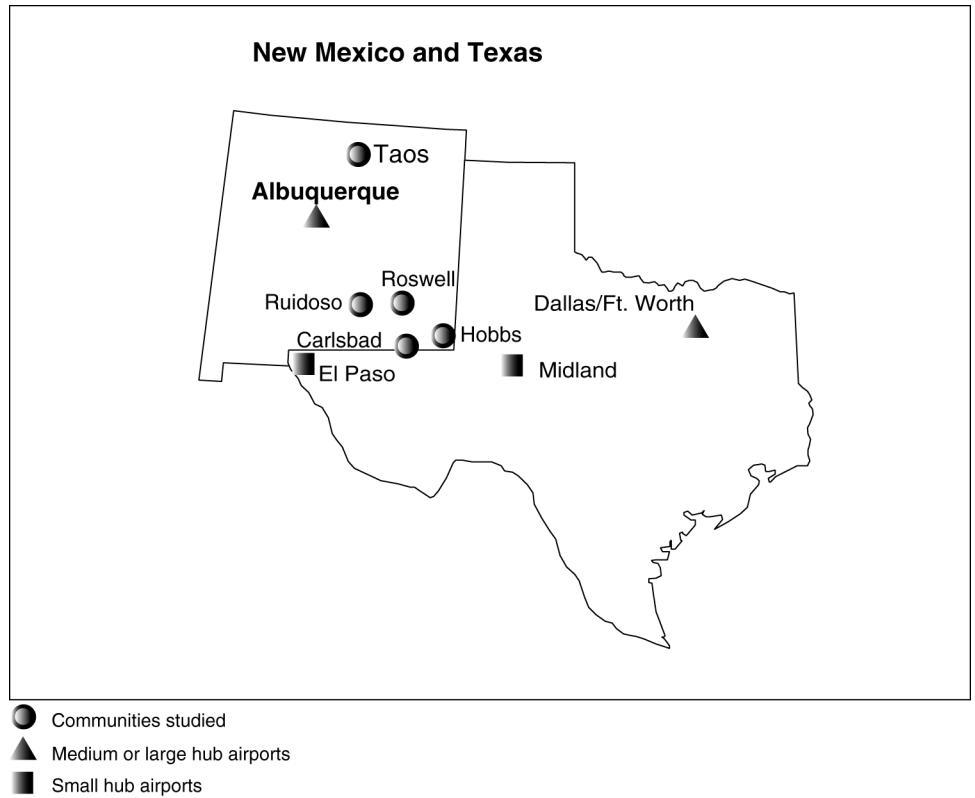 New Mexico and Texas
Taos
Albuquerque
Roswell
Ruidoso
Dallas/Ft. Worth
Carlsbad
Hobbs
El Paso
Midland
Communities studied
Medium or large hub airports
Small hub airports